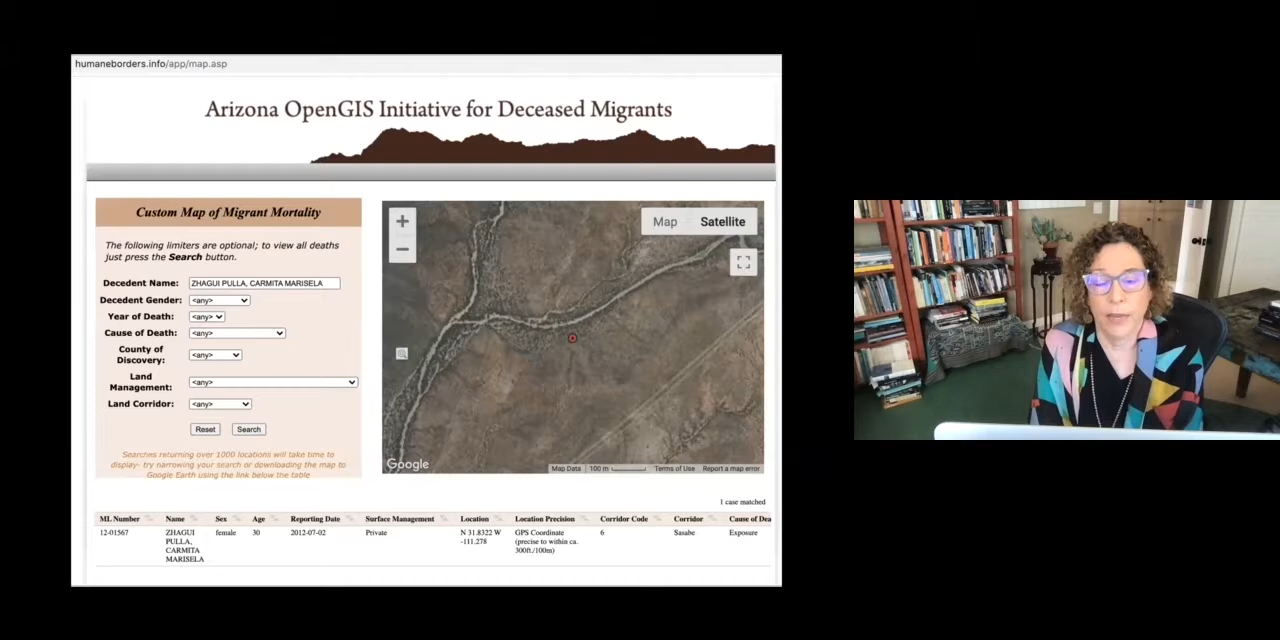 humaneborders.info/app/map.asp
Arizona OpenGIS Initiative for Deceased Migrants
Custom Map of Migrant Mortality
The following limiters are optional; to view all deaths
just press the Search button.
Decedent Name: ZHAGUI PULLA, CARMITA MARISELA
Decedent Gender: <any>
Year of Death: <any>
Cause of Death: <any>
County of
Discovery: <any>
Land
Management: <any>
Land Corridor: <any>
Reset Search
Searches returning over 1000 locations will take time to
display- try narrowing your search or downloading the map to
Google Earth using the link below the table
+
−
Map Satellite
Google
Map Data 100 m Terms of Use Report a map error
1 case matched
ML Number Name Sex Age Reporting Date Surface Management Location Location Precision Corridor Code Corridor Cause of Dea
12-01567 ZHAGUI female 30 2012-07-02 Private N 31.8322 W GPS Coordinate 6 Sasabe Exposure
PULLA, -111.278 (precise to within ca.
CARMITA 300ft./100m)
MARISELA